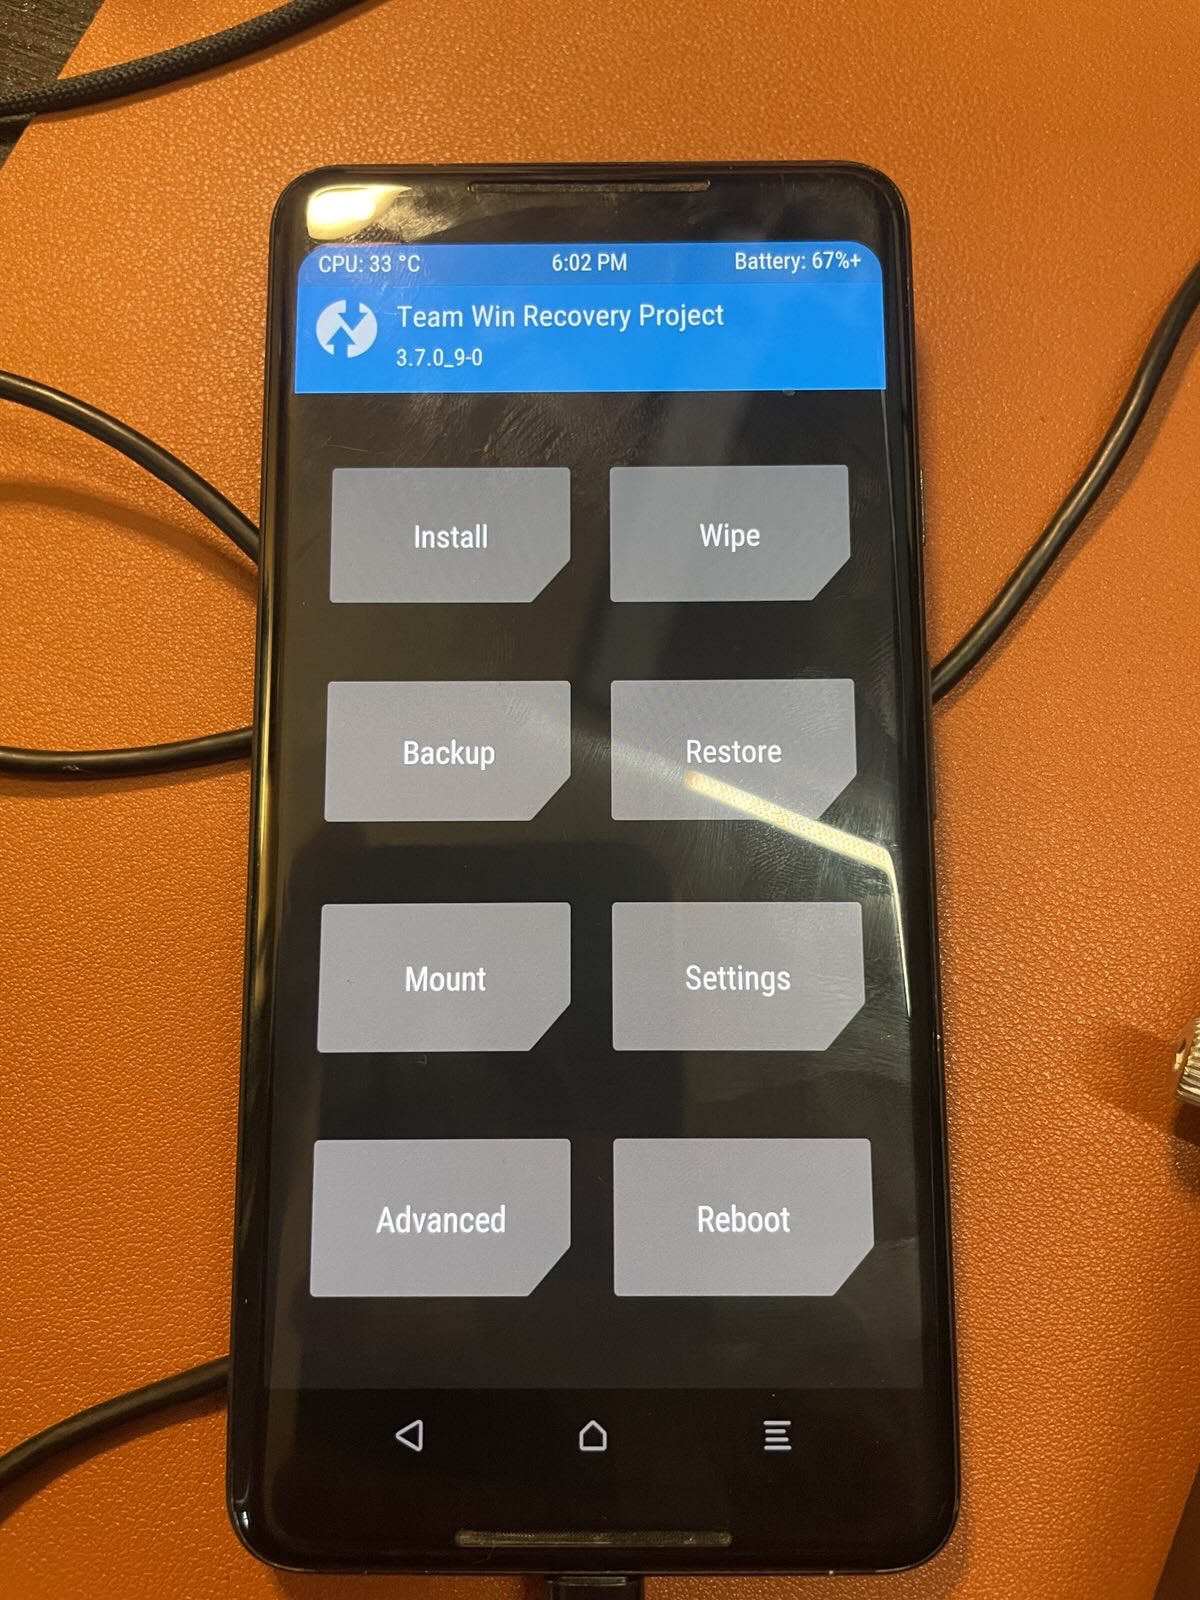 CPU: 33 °C 6:02 PM Battery: 67%+
Team Win Recovery Project
3.7.0_9-0
Install Wipe
Backup Restore
Mount Settings
Advanced Reboot